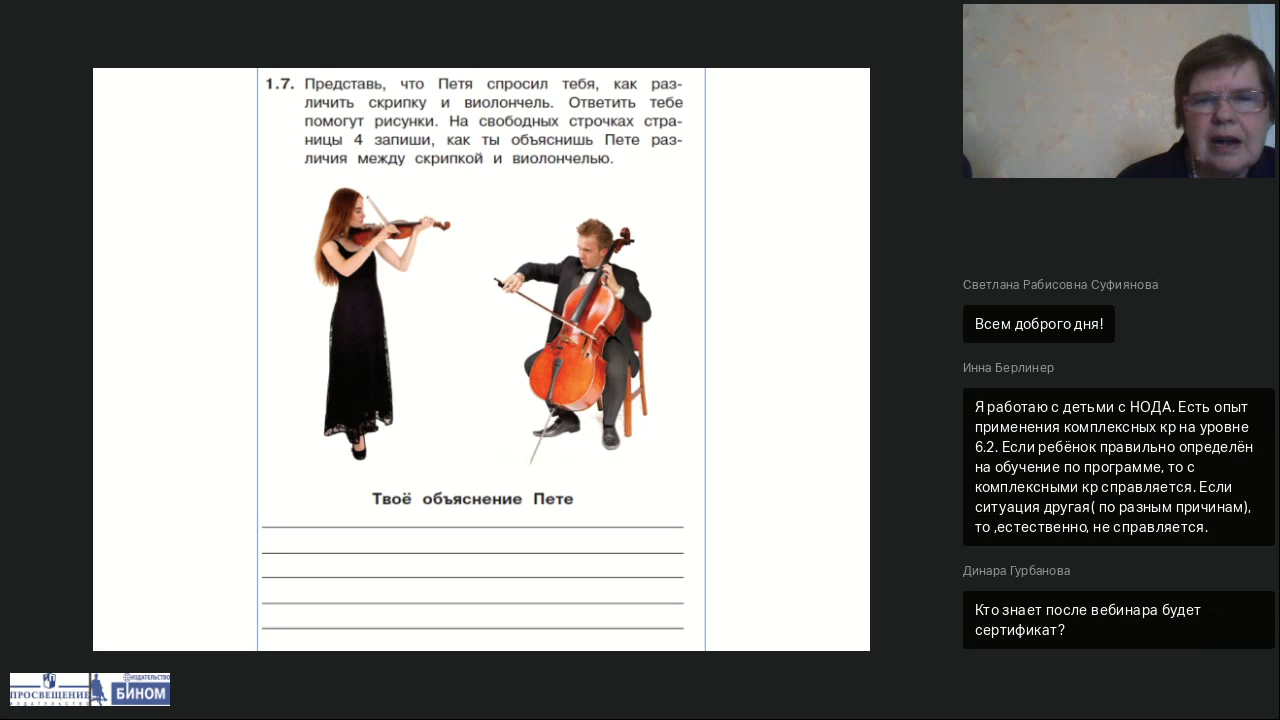 1.7. Представь, что Петя спросил тебя, как раз-
личить скрипку и виолончель. Ответить тебе
помогут рисунки. На свободных строчках стра-
ницы 4 запиши, как ты объяснишь Пете раз-
личия между скрипкой и виолончелью.
Твоё объяснение Пете
Светлана Рабисовна Суфиянова
Всем доброго дня!
Инна Берлинер
Я работаю с детьми с НОДА. Есть опыт
применения комплексных кр на уровне
6.2. Если ребёнок правильно определён
на обучение по программе, то с
комплексными кр справляется. Если
ситуация другая( по разным причинам),
то ,естественно, не справляется.
Динара Гурбанова
Кто знает после вебинара будет
сертификат?
ПРОСВЕЩЕНИЕ
ИЗДАТЕЛЬСТВО
ИЗДАТЕЛЬСТВО
БИНОМ